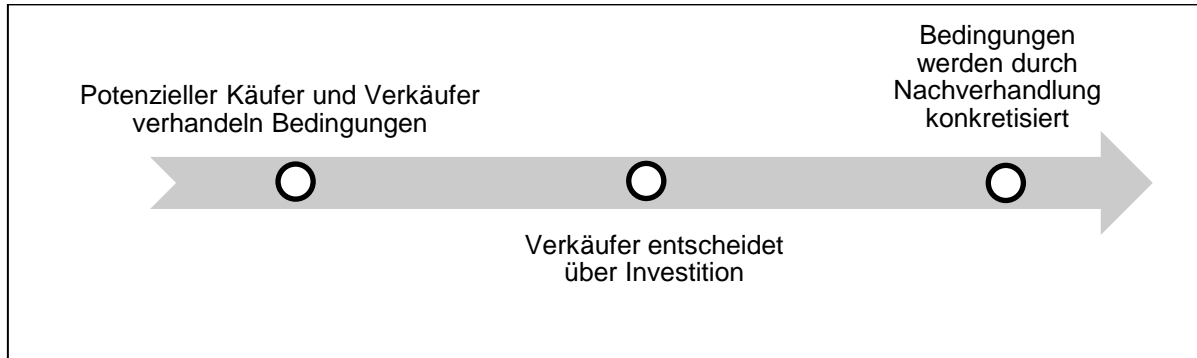 Potenzieller Käufer und Verkäufer
verhandeln Bedingungen
Verkäufer entscheidet
über Investition
Bedingungen
werden durch
Nachverhandlung
konkretisiert